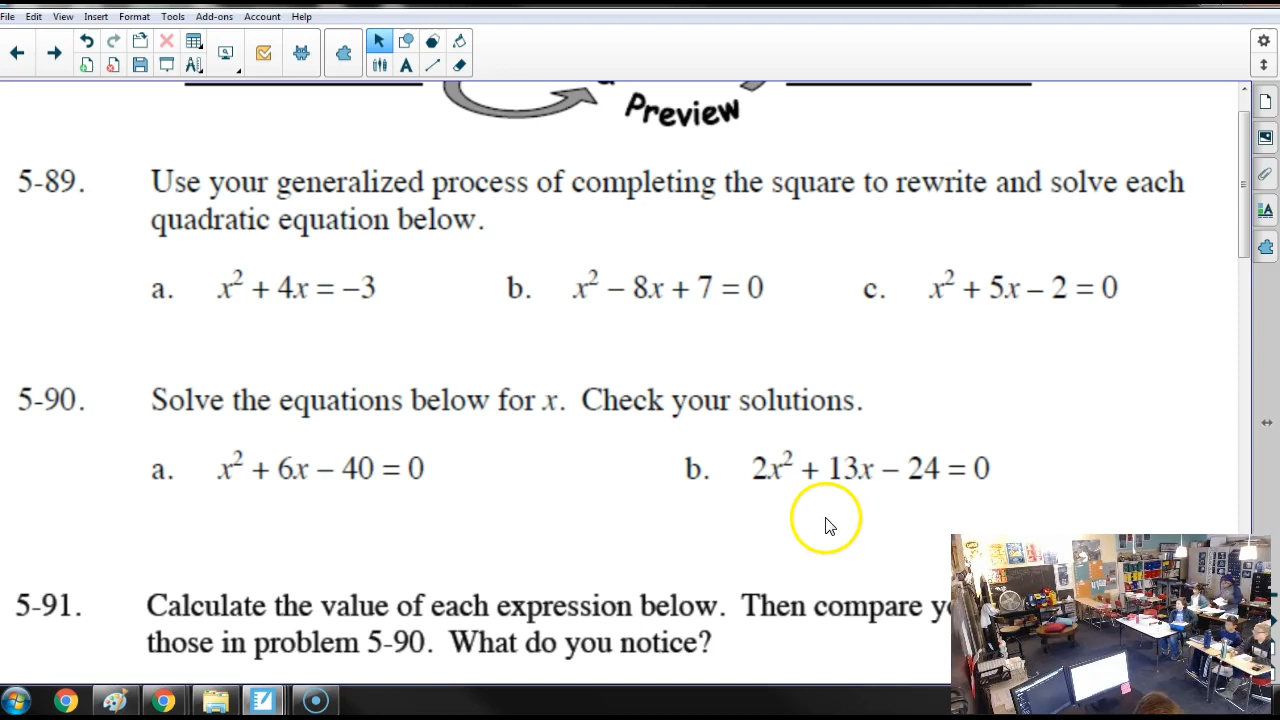 File Edit View Insert Format Tools Add-ons Account Help
Preview
5-89. Use your generalized process of completing the square to rewrite and solve each
quadratic equation below.
a. x² + 4x = −3 b. x² − 8x + 7 = 0 c. x² + 5x − 2 = 0
5-90. Solve the equations below for x. Check your solutions.
a. x² + 6x − 40 = 0 b. 2x² + 13x − 24 = 0
5-91. Calculate the value of each expression below. Then compare
those in problem 5-90. What do you notice?